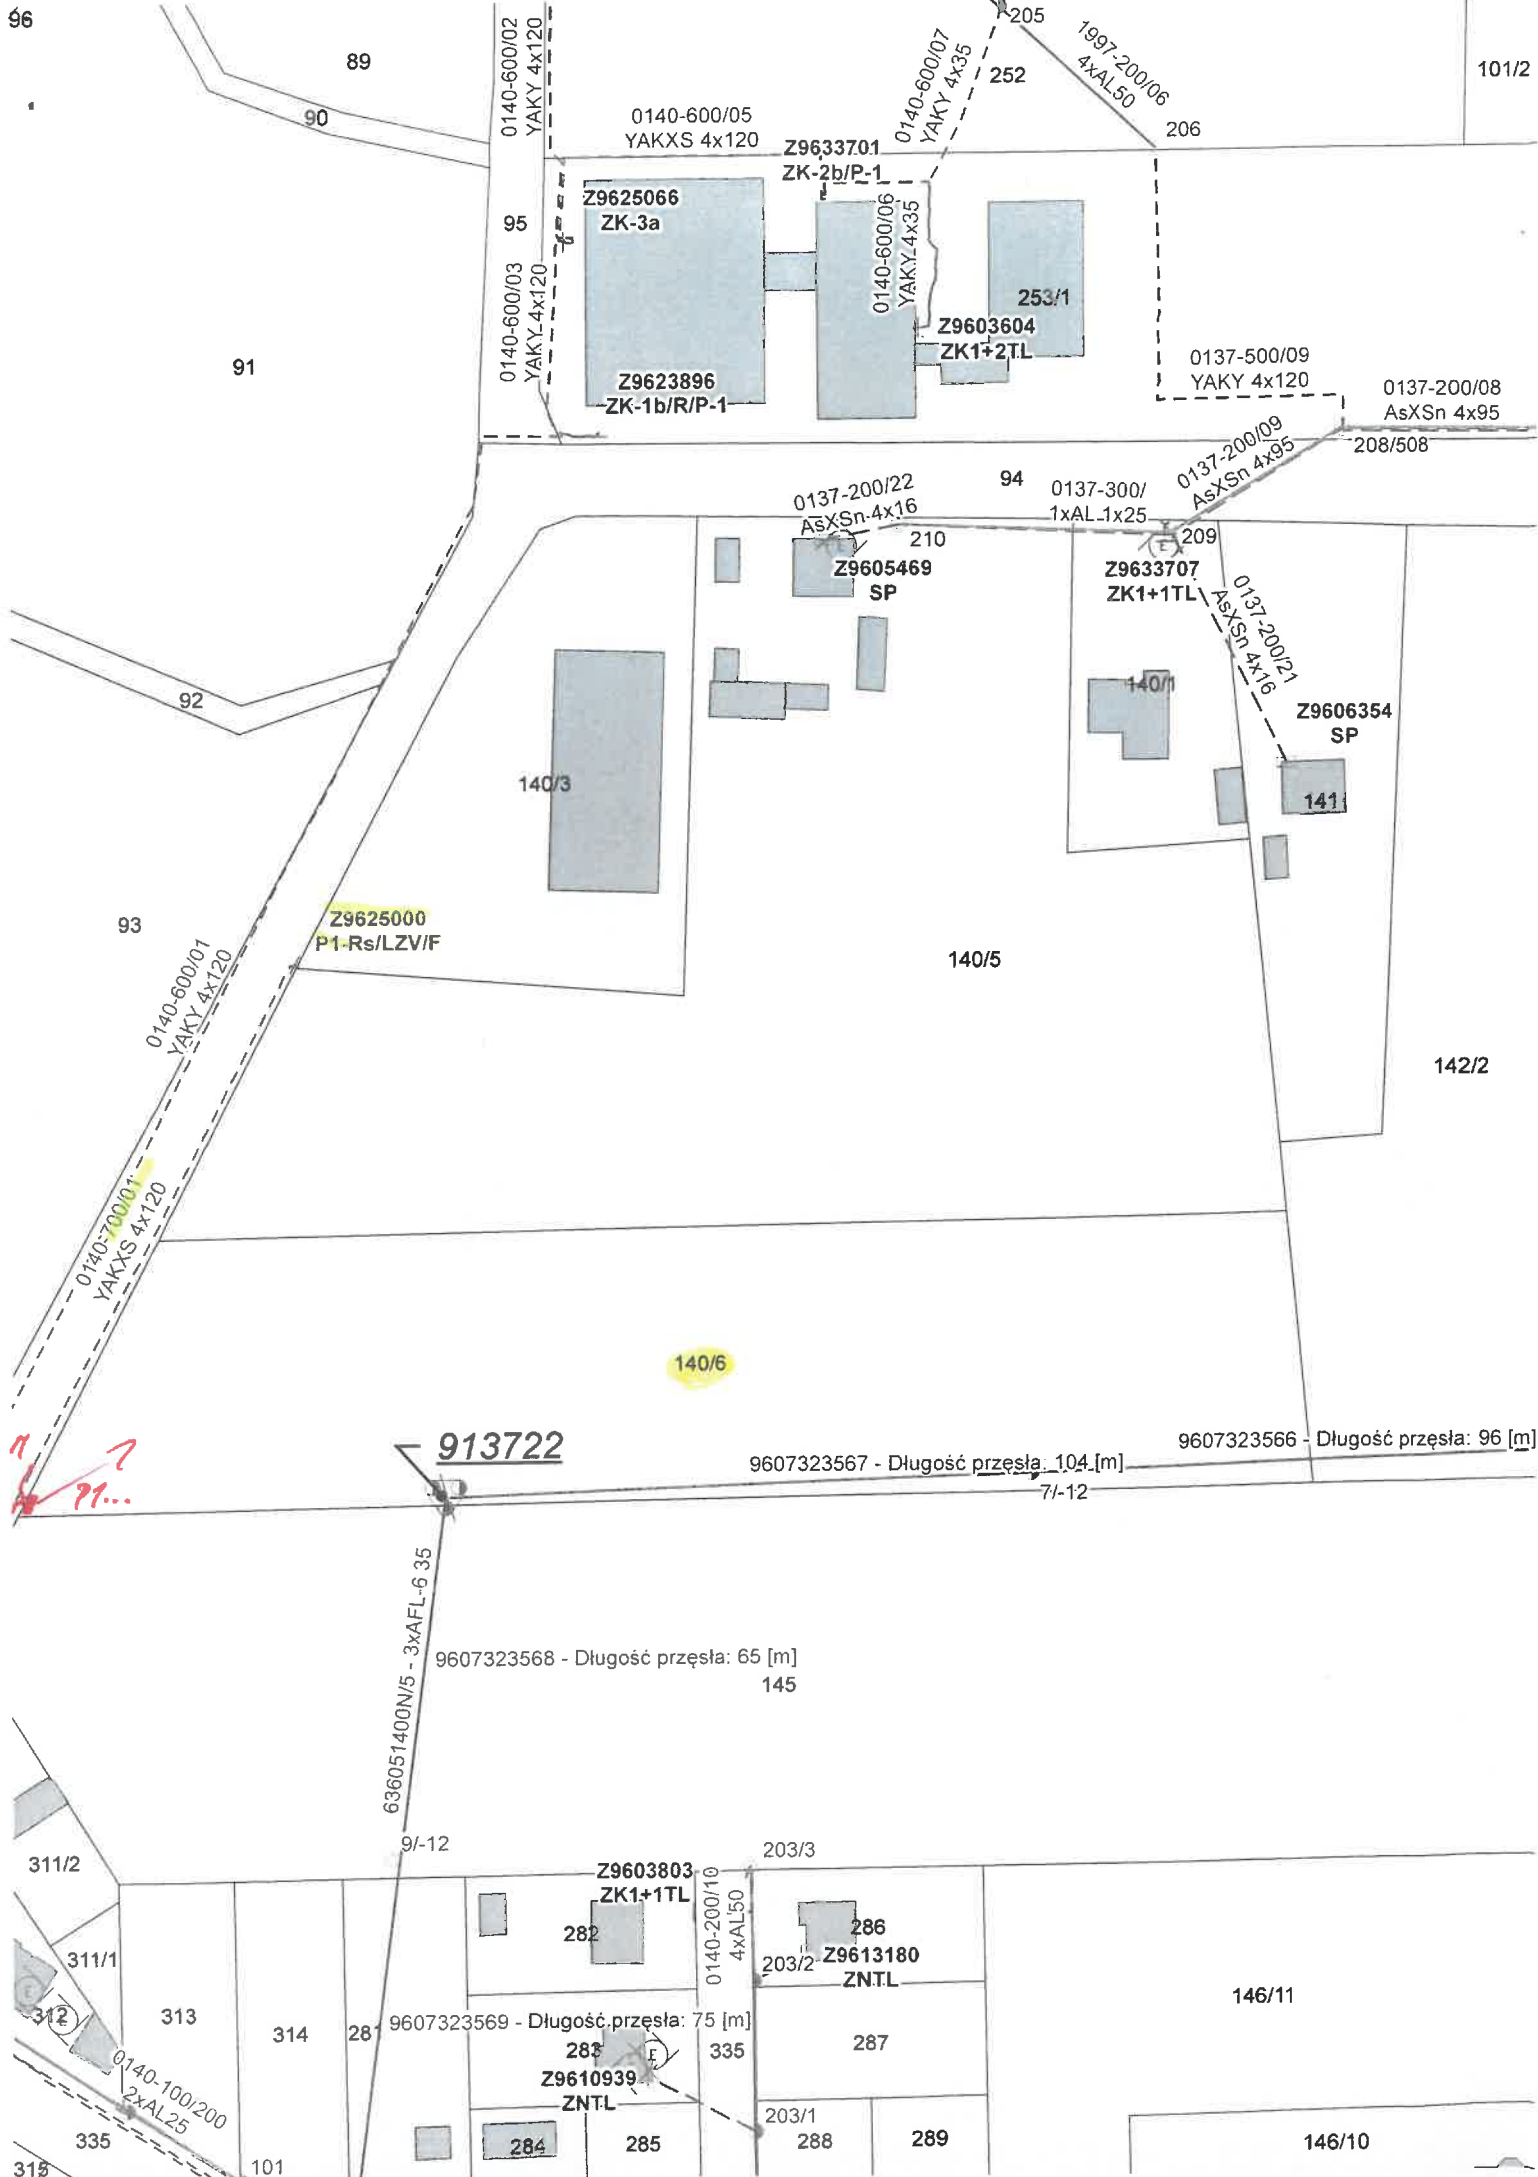 96
89
90
0140-600/02
YAKY 4x120
0140-600/05
YAKXS 4x120
Z9633701
ZK-2b/P-1
0140-600/07
YAKY 4x35
205
252
1997-200/06
4xAL50
206
101/2
95
Z9625066
ZK-3a
0140-600/06
YAKY 4x35
253/1
Z9603604
ZK1+2TL
0140-600/03
YAKY 4x120
91
Z9623896
ZK-1b/R/P-1
0137-500/09
YAKY 4x120
0137-200/08
AsXSn 4x95
208/508
0137-200/09
AsXSn 4x95
94
0137-200/22
AsXSn 4x16
0137-300/
1xAL 1x25
210
209
E
E
Z9605469
SP
Z9633707
ZK1+1TL
0137-200/21
AsXSn 4x16
140/1
Z9606354
SP
141
92
140/3
93
Z9625000
P1-Rs/LZV/F
0140-600/01
YAKY 4x120
140/5
142/2
0140-700/01
YAKXS 4x120
140/6
P1...
913722
9607323567 - Długość przęsła: 104 [m]
9607323566 - Długość przęsła: 96 [m]
7/-12
636051400N/5 - 3xAFL-6 35
9607323568 - Długość przęsła: 65 [m]
145
9/-12
203/3
311/2
Z9603803
ZK1+1TL
0140-200/10
4xAL50
282
286
203/2
Z9613180
ZNTL
311/1
E
312
E
313
314
281
9607323569 - Długość przęsła: 75 [m]
283
E
335
287
146/11
Z9610939
ZNTL
0140-100/200
2xAL25
203/1
335
101
284
285
288
289
146/10
315